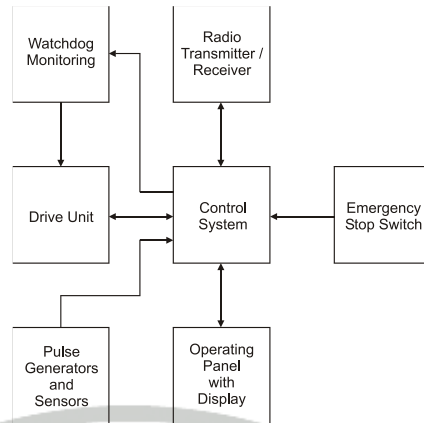 Watchdog
Monitoring
Radio
Transmitter /
Receiver
Drive Unit
Control
System
Emergency
Stop Switch
Pulse
Generators
and
Sensors
Operating
Panel
with
Display